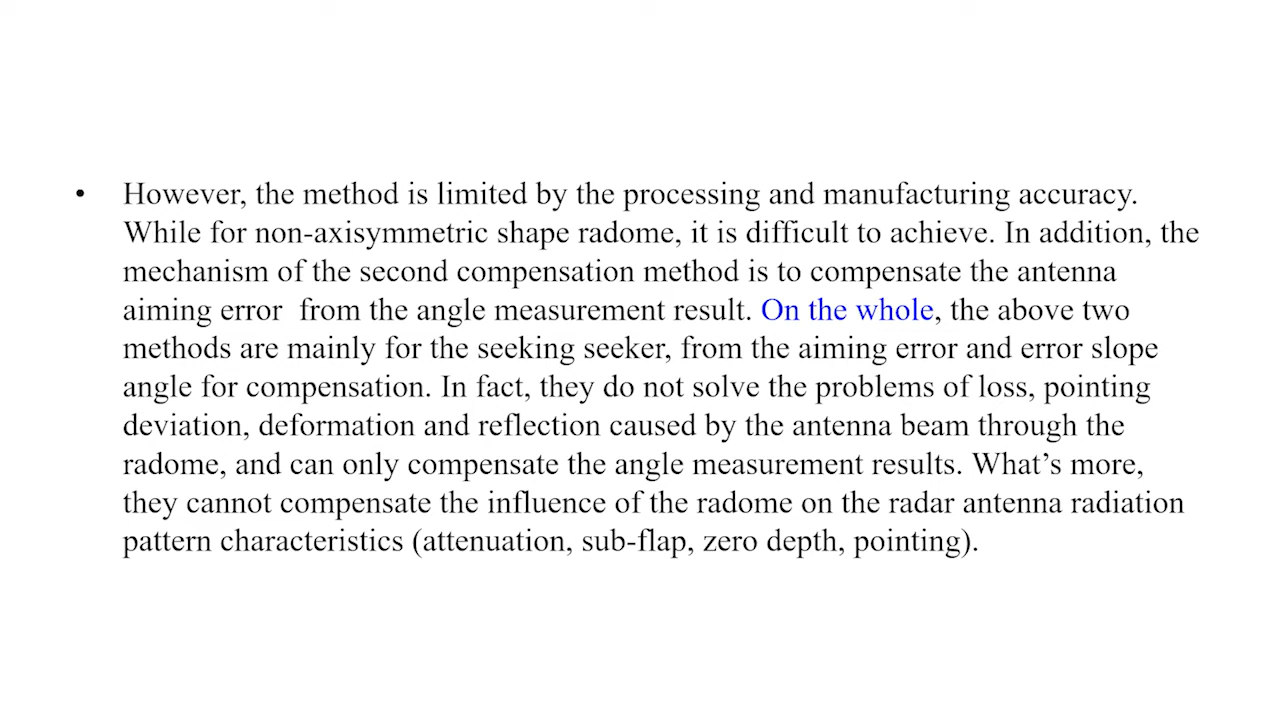 • However, the method is limited by the processing and manufacturing accuracy.
While for non-axisymmetric shape radome, it is difficult to achieve. In addition, the
mechanism of the second compensation method is to compensate the antenna
aiming error  from the angle measurement result. On the whole, the above two
methods are mainly for the seeking seeker, from the aiming error and error slope
angle for compensation. In fact, they do not solve the problems of loss, pointing
deviation, deformation and reflection caused by the antenna beam through the
radome, and can only compensate the angle measurement results. What’s more,
they cannot compensate the influence of the radome on the radar antenna radiation
pattern characteristics (attenuation, sub-flap, zero depth, pointing).